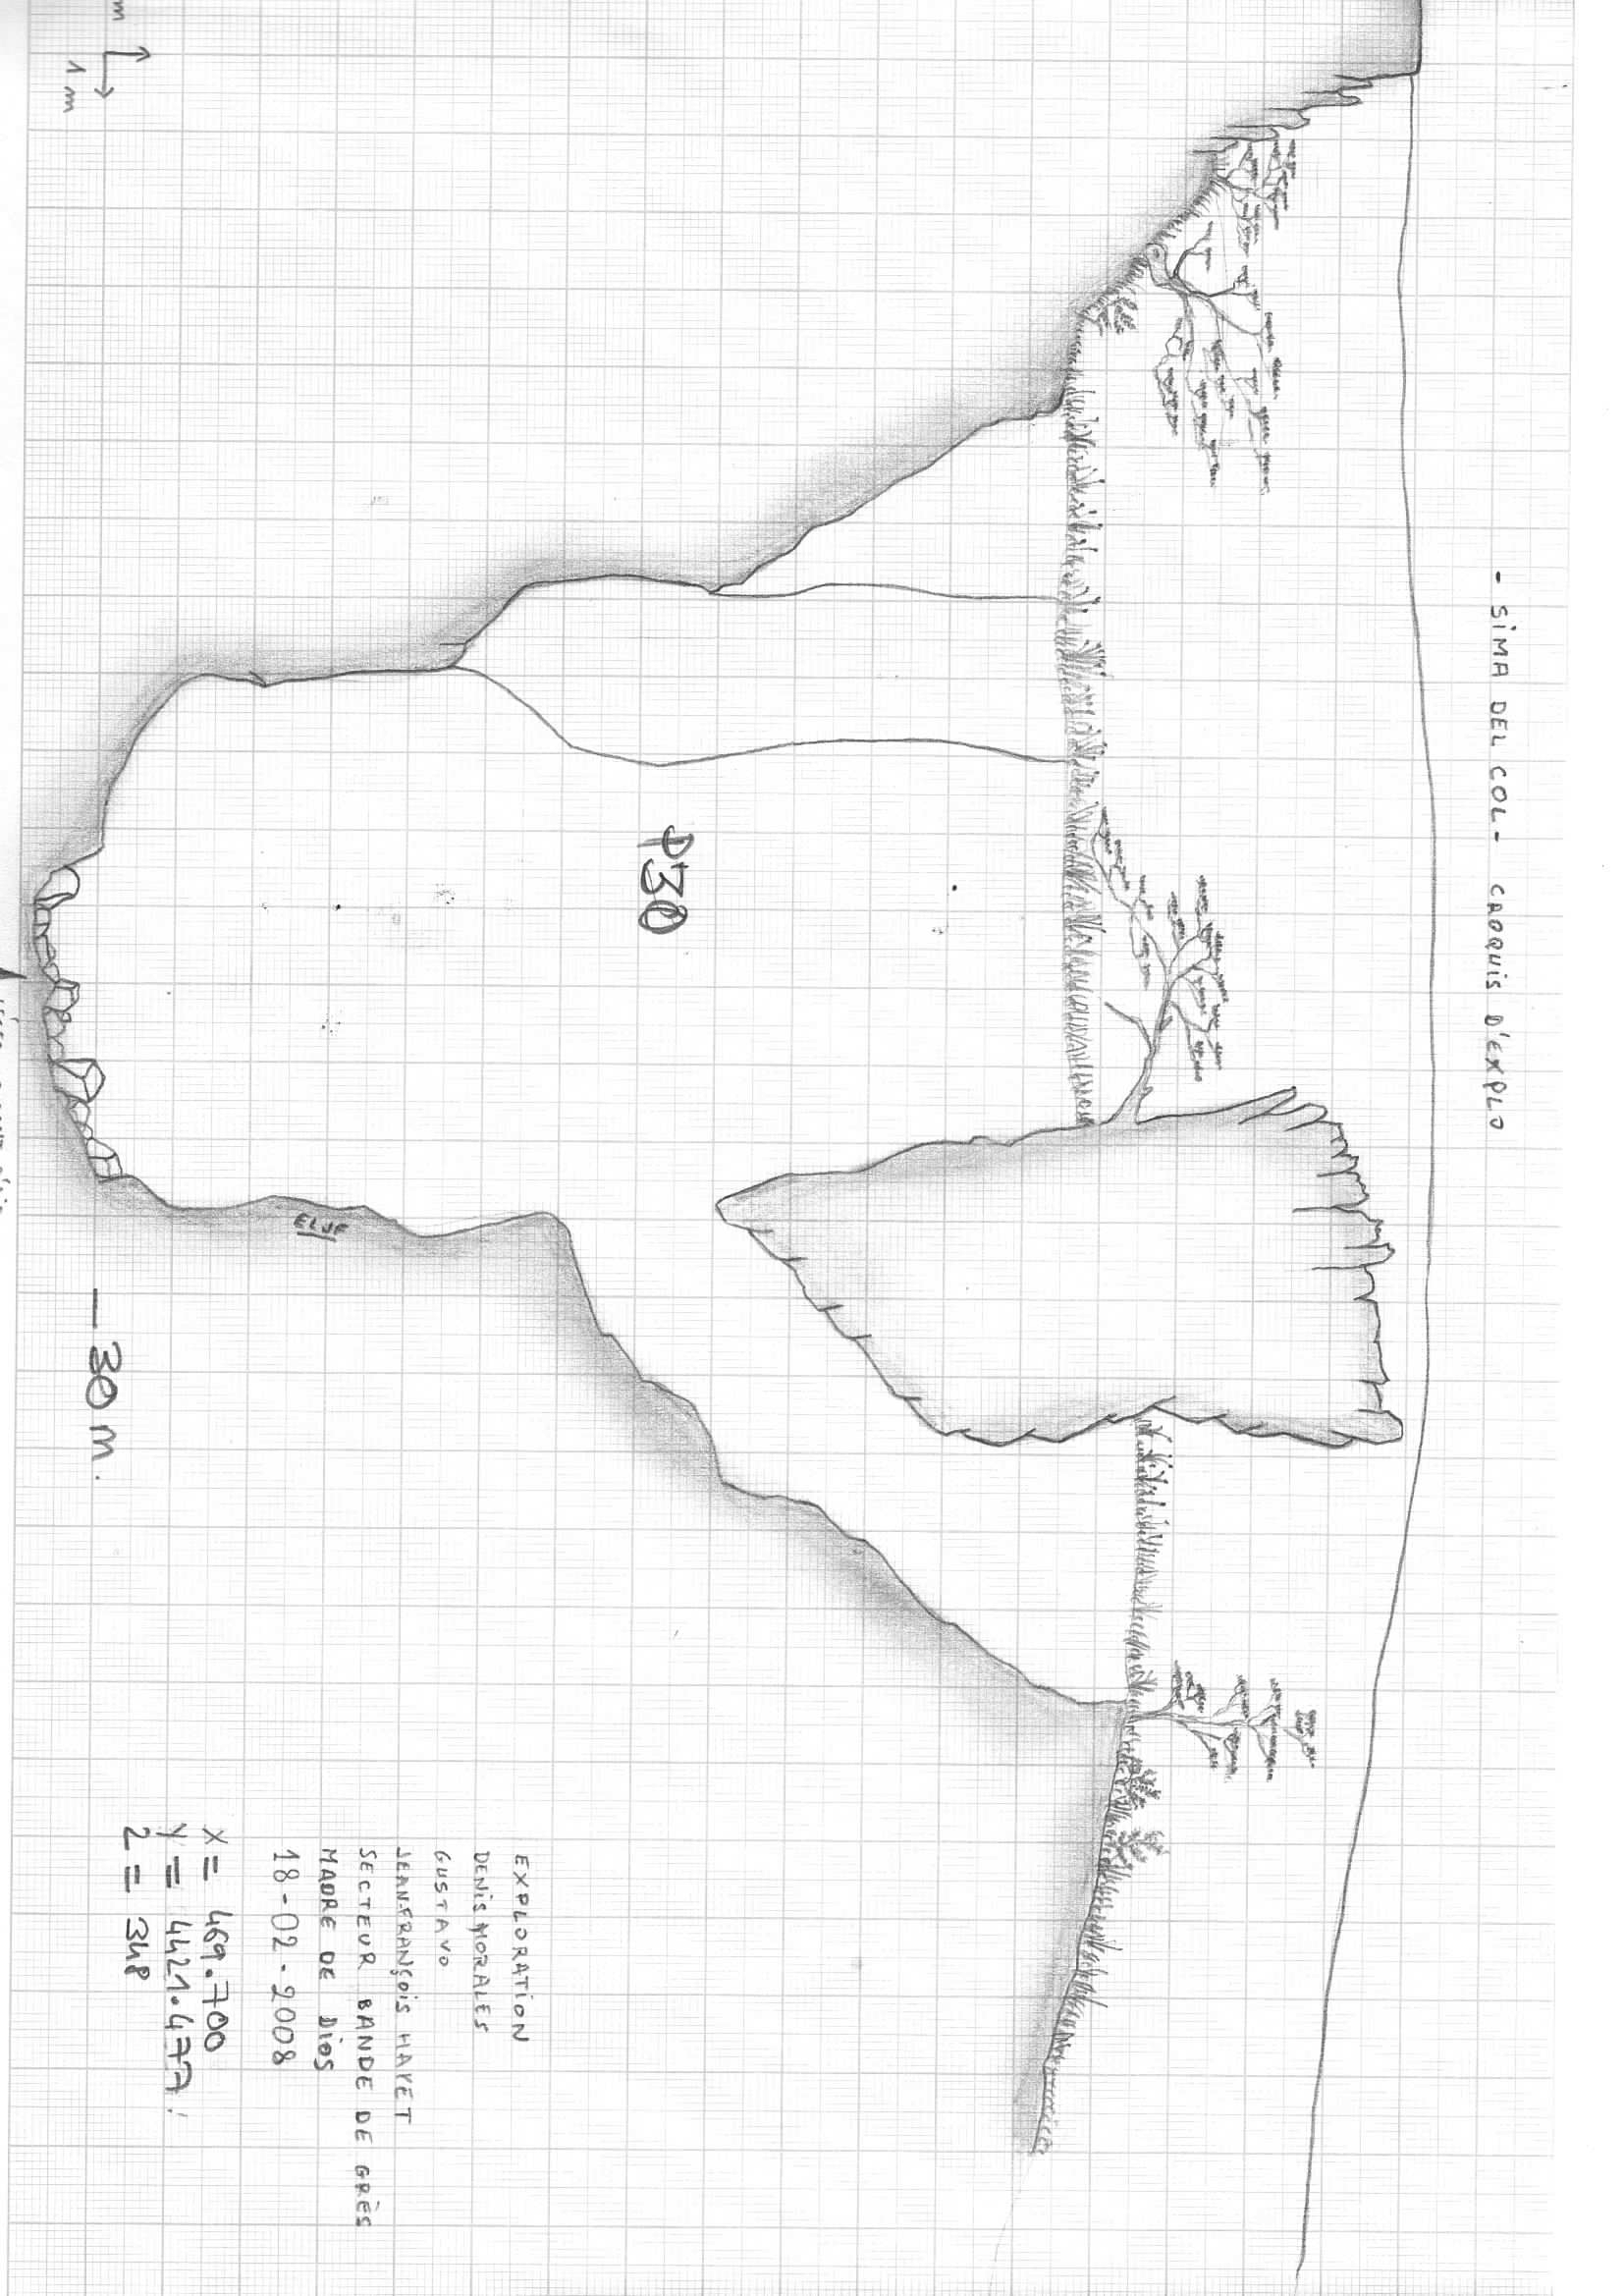 - SIMA DEL COL - CROQUIS D'EXPLO
P30
ELJF
- 30 m.
1 m
m
EXPLORATION
DENIS MORALES
GUSTAVO
JEAN-FRANÇOIS HAYET
SECTEUR BANDE DE GRÈS
MADRE DE DIOS
18-02-2008
X = 469.700
Y = 4421.477.
Z = 348